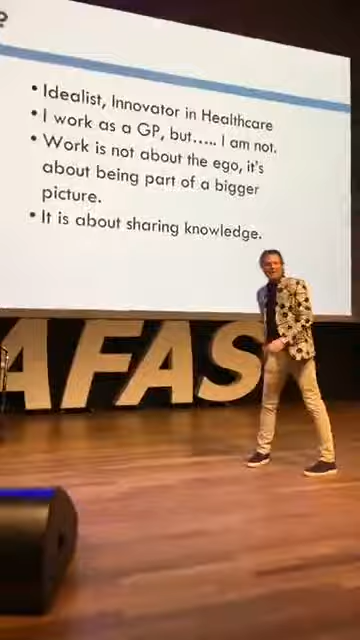 ?
• Idealist, Innovator in Healthcare
• I work as a GP, but..... I am not.
• Work is not about the ego, it's
about being part of a bigger
picture.
• It is about sharing knowledge.
AFAS